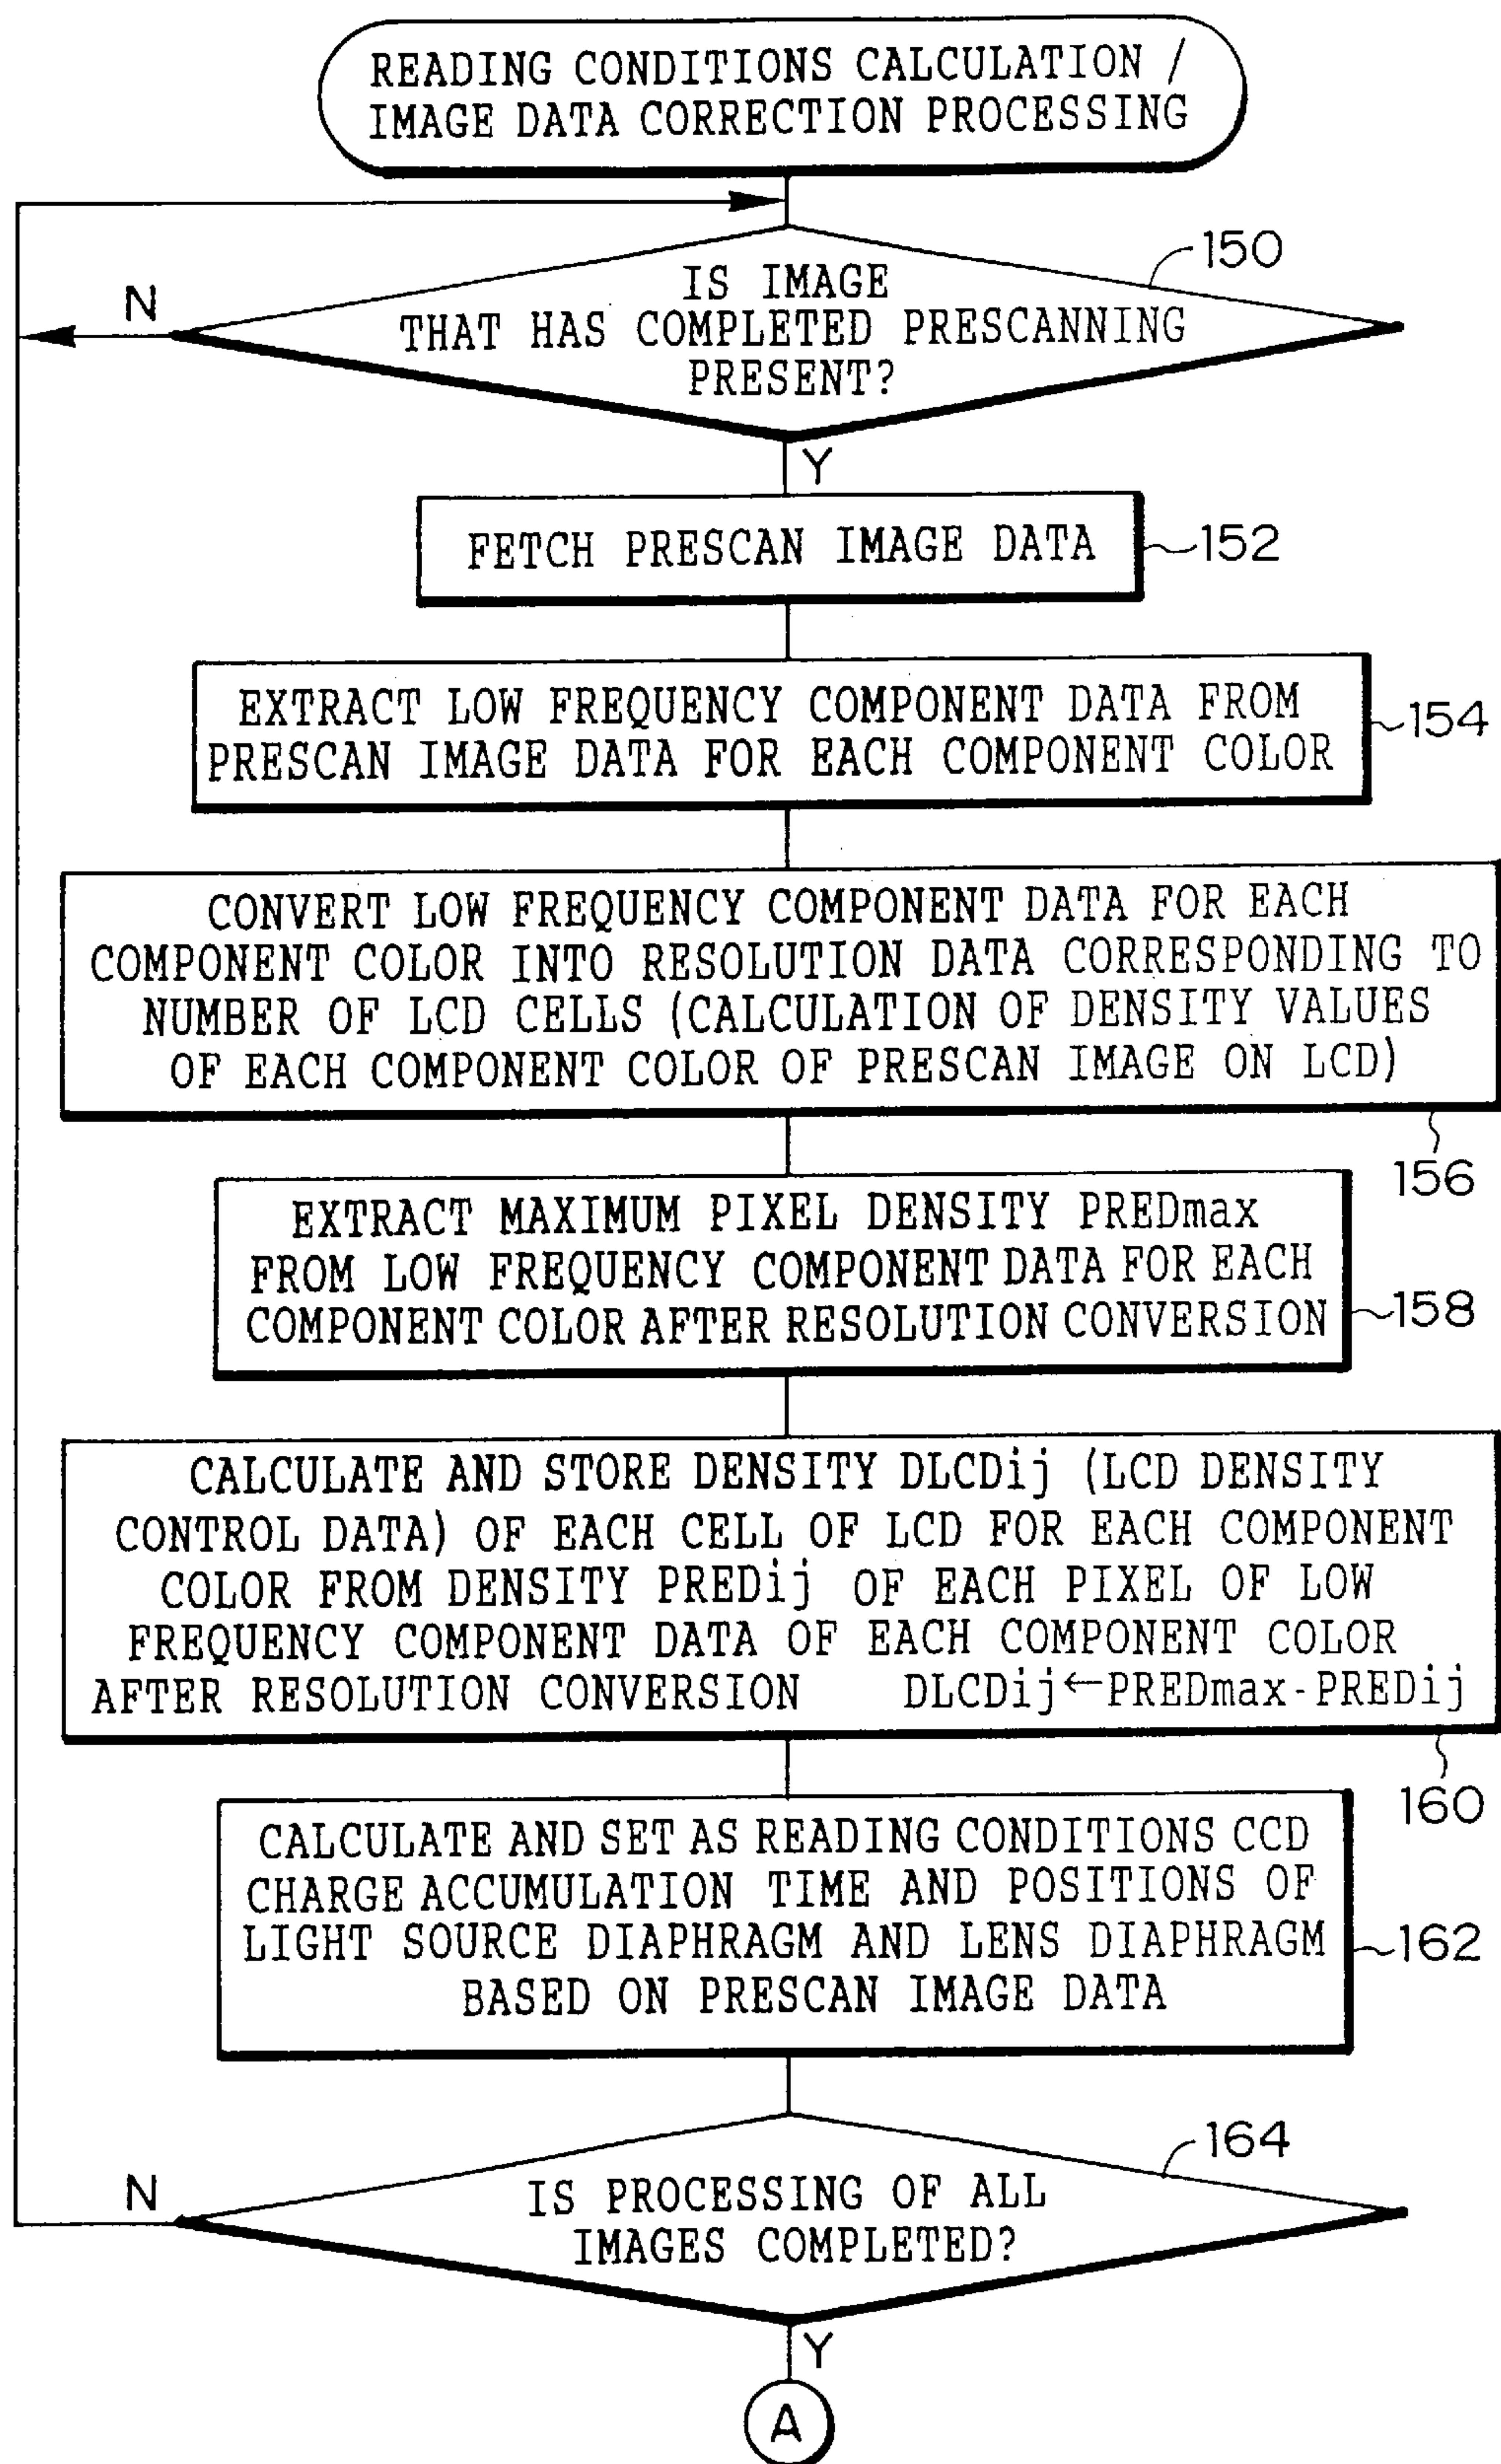 READING CONDITIONS CALCULATION /
IMAGE DATA CORRECTION PROCESSING
150
IS IMAGE
THAT HAS COMPLETED PRESCANNING
PRESENT?
N
Y
FETCH PRESCAN IMAGE DATA
152
EXTRACT LOW FREQUENCY COMPONENT DATA FROM
PRESCAN IMAGE DATA FOR EACH COMPONENT COLOR
154
CONVERT LOW FREQUENCY COMPONENT DATA FOR EACH
COMPONENT COLOR INTO RESOLUTION DATA CORRESPONDING TO
NUMBER OF LCD CELLS (CALCULATION OF DENSITY VALUES
OF EACH COMPONENT COLOR OF PRESCAN IMAGE ON LCD)
156
EXTRACT MAXIMUM PIXEL DENSITY PREDmax
FROM LOW FREQUENCY COMPONENT DATA FOR EACH
COMPONENT COLOR AFTER RESOLUTION CONVERSION
158
CALCULATE AND STORE DENSITY DLCDij (LCD DENSITY
CONTROL DATA) OF EACH CELL OF LCD FOR EACH COMPONENT
COLOR FROM DENSITY PREDij OF EACH PIXEL OF LOW
FREQUENCY COMPONENT DATA OF EACH COMPONENT COLOR
AFTER RESOLUTION CONVERSION DLCDij←PREDmax-PREDij
160
CALCULATE AND SET AS READING CONDITIONS CCD
CHARGE ACCUMULATION TIME AND POSITIONS OF
LIGHT SOURCE DIAPHRAGM AND LENS DIAPHRAGM
BASED ON PRESCAN IMAGE DATA
162
164
N
IS PROCESSING OF ALL
IMAGES COMPLETED?
Y
A